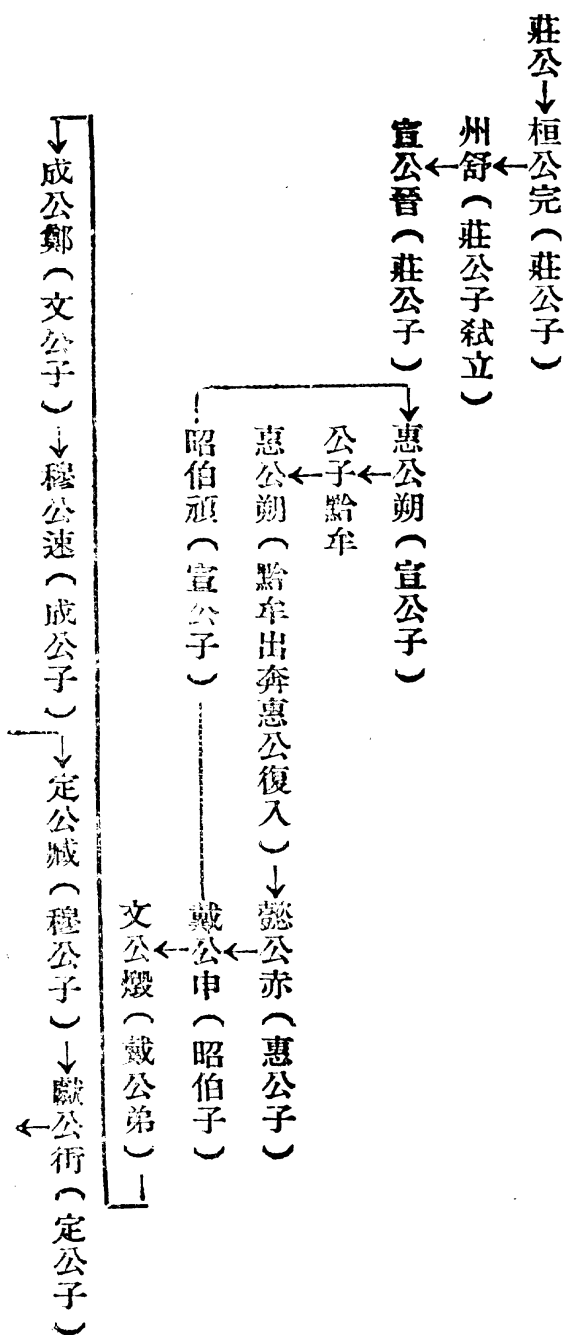 莊公→桓公完（莊公子）
州舒（莊公子弒立）
宣公晉（莊公子）
惠公朔（宣公子）
公子黔牟
惠公朔（黔牟出奔惠公復入）→懿公赤（惠公子）
昭伯頑（宣公子）戴公申（昭伯子）
文公燬（戴公弟）
成公鄭（文公子）→穆公速（成公子）→定公臧（穆公子）→獻公衎（定公子）